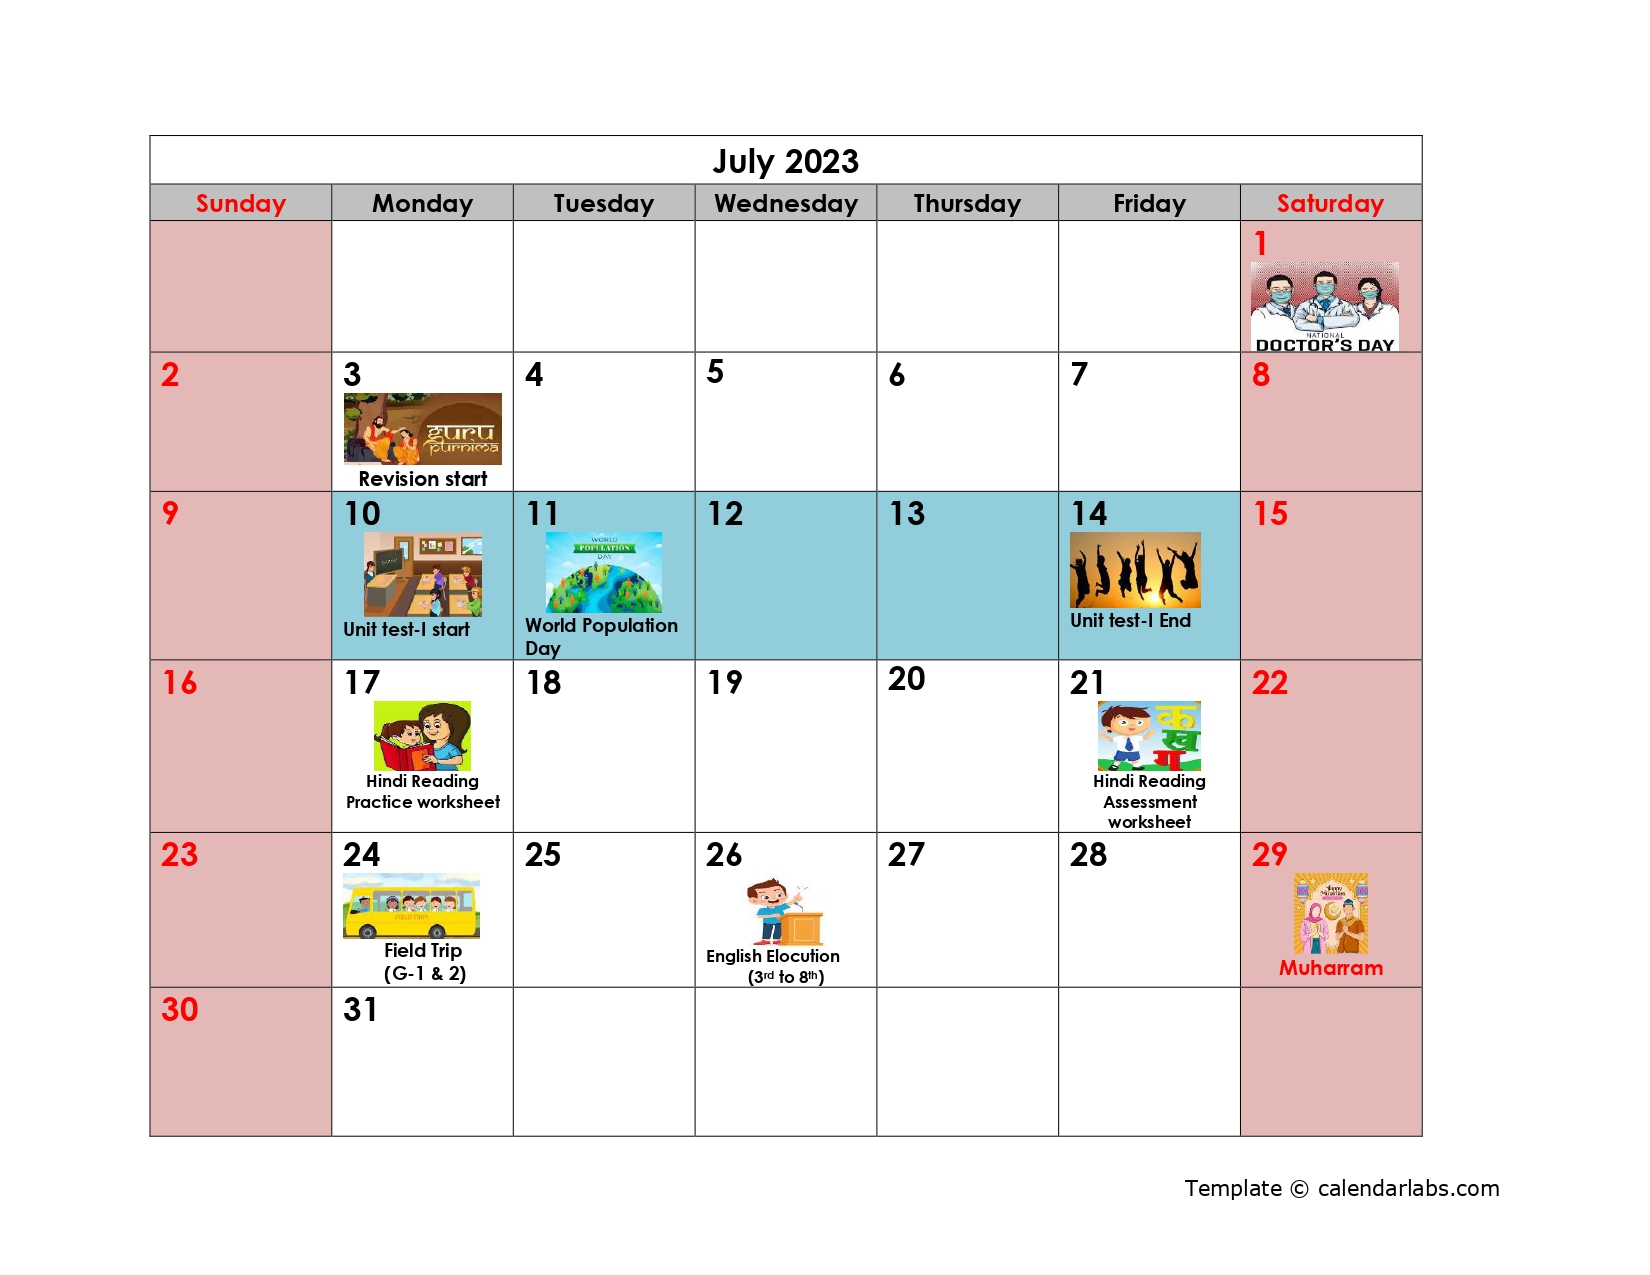 July 2023
Sunday Monday Tuesday Wednesday Thursday Friday Saturday
1
NATIONAL
DOCTOR'S DAY
2 3 4 5 6 7 8
guru
purnima
Revision start
9 10 11 12 13 14 15
WORLD
POPULATION
DAY
Unit test-I start
World Population
Day
Unit test-I End
16 17 18 19 20 21 22
क
ख
ग
Hindi Reading
Practice worksheet
Hindi Reading
Assessment
worksheet
23 24 25 26 27 28 29
FIELD TRIP!
Field Trip
(G-1 & 2)
English Elocution
(3rd to 8th)
Happy
Muharram
Muharram
30 31
Template © calendarlabs.com